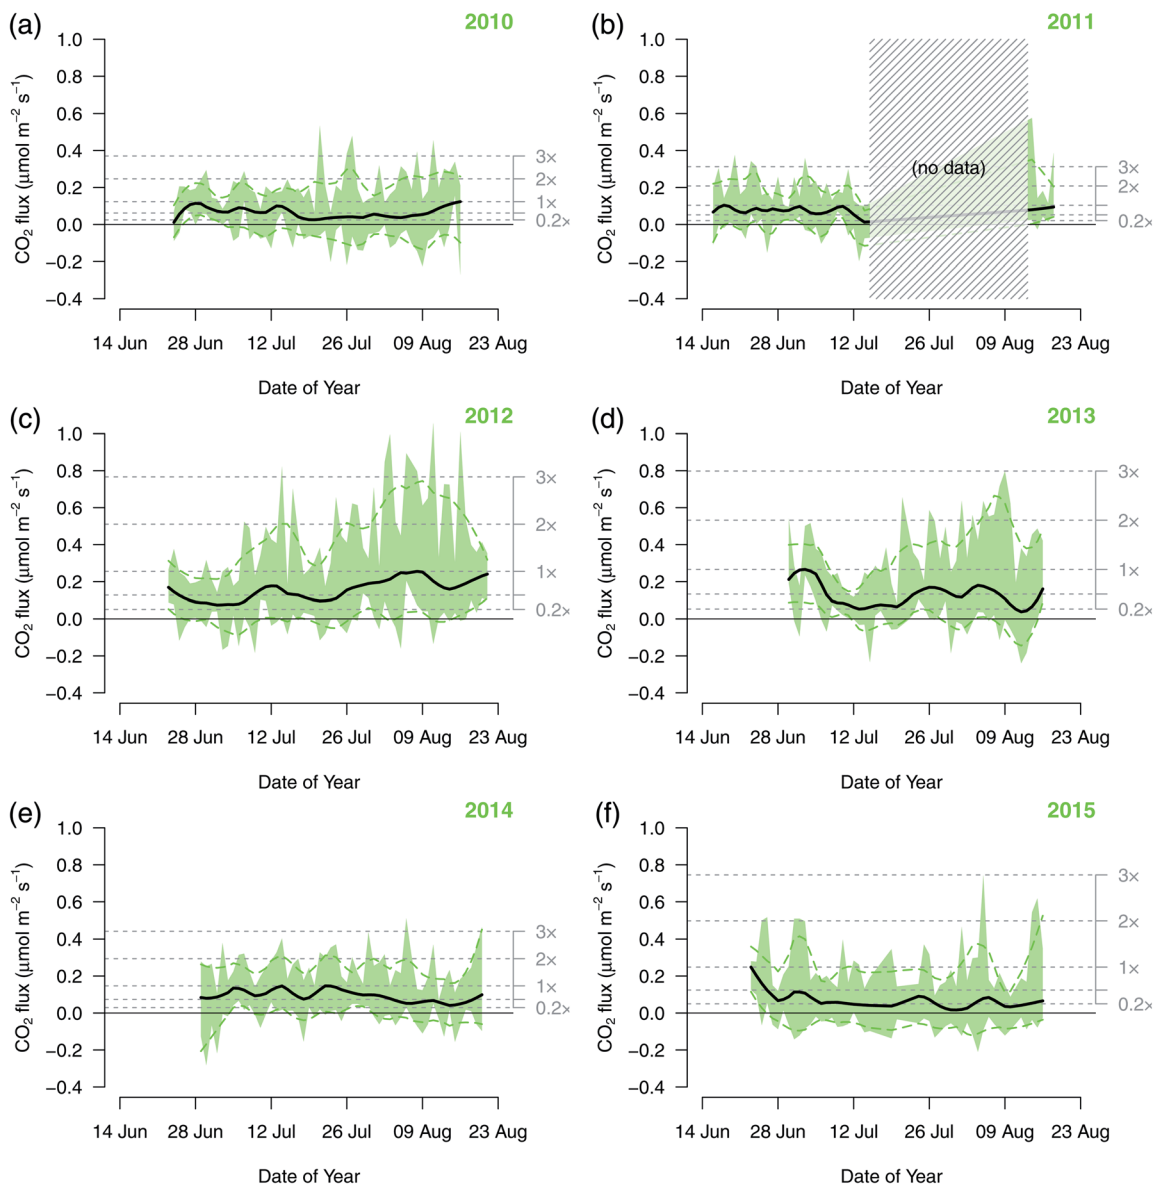 (a) 2010
CO2 flux (μmol m−2 s−1)
1.0
0.8
0.6
0.4
0.2
0.0
−0.2
−0.4
3×
2×
1×
0.2×
14 Jun 28 Jun 12 Jul 26 Jul 09 Aug 23 Aug
Date of Year
(b) 2011
CO2 flux (μmol m−2 s−1)
1.0
0.8
0.6
0.4
0.2
0.0
−0.2
−0.4
(no data)
3×
2×
1×
0.2×
14 Jun 28 Jun 12 Jul 26 Jul 09 Aug 23 Aug
Date of Year
(c) 2012
CO2 flux (μmol m−2 s−1)
1.0
0.8
0.6
0.4
0.2
0.0
−0.2
−0.4
3×
2×
1×
0.2×
14 Jun 28 Jun 12 Jul 26 Jul 09 Aug 23 Aug
Date of Year
(d) 2013
CO2 flux (μmol m−2 s−1)
1.0
0.8
0.6
0.4
0.2
0.0
−0.2
−0.4
3×
2×
1×
0.2×
14 Jun 28 Jun 12 Jul 26 Jul 09 Aug 23 Aug
Date of Year
(e) 2014
CO2 flux (μmol m−2 s−1)
1.0
0.8
0.6
0.4
0.2
0.0
−0.2
−0.4
3×
2×
1×
0.2×
14 Jun 28 Jun 12 Jul 26 Jul 09 Aug 23 Aug
Date of Year
(f) 2015
CO2 flux (μmol m−2 s−1)
1.0
0.8
0.6
0.4
0.2
0.0
−0.2
−0.4
3×
2×
1×
0.2×
14 Jun 28 Jun 12 Jul 26 Jul 09 Aug 23 Aug
Date of Year